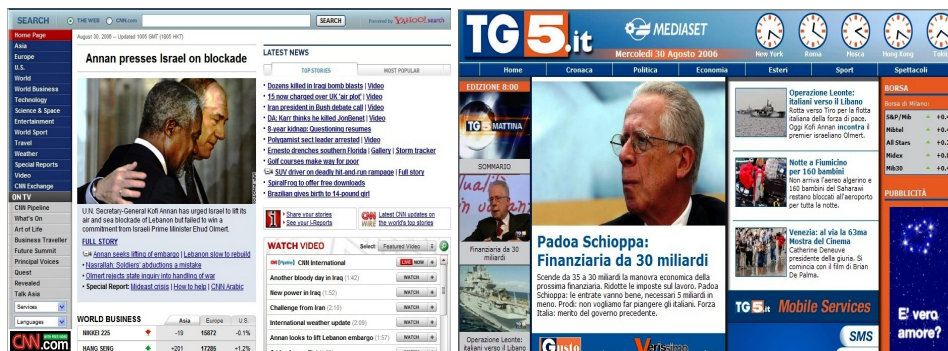 SEARCH
THE WEB
CNN.com
SEARCH
Powered by YAHOO! search
Home Page
Asia
Europe
U.S.
World
World Business
Technology
Science & Space
Entertainment
World Sport
Travel
Weather
Special Reports
Video
CNN Exchange
ON TV
CNN Pipeline
What's On
Art of Life
Business Traveller
Future Summit
Principal Voices
Quest
Revealed
Talk Asia
Services
Languages
CNN.com
August 30, 2006 -- Updated 1005 GMT (1805 HKT)
Annan presses Israel on blockade
U.N. Secretary-General Kofi Annan has urged Israel to lift its
air and sea blockade of Lebanon but failed to win a
commitment from Israeli Prime Minister Ehud Olmert.
FULL STORY
Annan seeks lifting of embargo | Lebanon slow to rebuild
• Nasrallah: Soldiers' abductions a mistake
• Olmert rejects state inquiry into handling of war
• Special Report: Mideast crisis | How to help | CNN Arabic
WORLD BUSINESS
Asia
Europe
U.S.
NIKKEI 225 -19 15872 -0.1%
HANG SENG +201 17285 +1.2%
LATEST NEWS
TOP STORIES
MOST POPULAR
• Dozens killed in Iraq bomb blasts | Video
• 15 now charged over UK 'air plot' | Video
• Iran president in Bush debate call | Video
• DA: Karr thinks he killed JonBenet | Video
• 8-year kidnap: Questioning resumes
• Polygamist sect leader arrested | Video
• Ernesto drenches southern Florida | Gallery | Storm tracker
• Golf courses make way for poor
SUV driver on deadly hit-and-run rampage | Full story
• SpiralFrog to offer free downloads
• Brazilian gives birth to 14-pound girl
• Share your stories
• See your I-Reports
CNN WIRE
Latest CNN updates on
the world's top stories
WATCH VIDEO
Select: Featured Video
CNN International LIVE NOW
Another bloody day in Iraq (1:42) WATCH
New power in Iraq (1:52) WATCH
Challenge from Iran (2:10) WATCH
International weather update (2:09) WATCH
Annan looks to lift Lebanon embargo (1:57) WATCH
TG5.it
MEDIASET
Mercoledì 30 Agosto 2006
New York
Roma
Mosca
Hong Kong
Home
Cronaca
Politica
Economia
Esteri
Sport
Spettacoli
EDIZIONE 8:00
TG5 MATTINA
SOMMARIO
Finanziaria da 30
miliardi
Operazione Leonte:
italiani verso il Libano
Padoa Schioppa:
Finanziaria da 30 miliardi
Scende da 35 a 30 miliardi la manovra economica della
prossima finanziaria. Ridotte le imposte sul lavoro. Padoa
Schioppa: le entrate vanno bene, necessari 5 miliardi in
meno. Prodi: non vogliamo far piangere gli italiani. Forza
Italia: merito del governo precedente.
Gusto
Verissimo
Operazione Leonte:
italiani verso il Libano
Rotta verso Tiro per la flotta
italiana della forza di pace.
Oggi Kofi Annan incontra il
premier israeliano Olmert.
Notte a Fiumicino
per 160 bambini
Non arriva l'aereo algerino e
160 bambini del Saharawi
restano bloccati all'aeroporto
per tutta la notte.
Venezia: al via la 63ma
Mostra del Cinema
Catherine Deneuve
presidente della giuria. Si
comincia con il film di Brian
De Palma.
TG5.it Mobile Services
SMS
BORSA
Borsa di Milano:
S&P/Mib
Mibtel
All Stars
Midex
Mib30
PUBBLICITÀ
E' vero
amore?